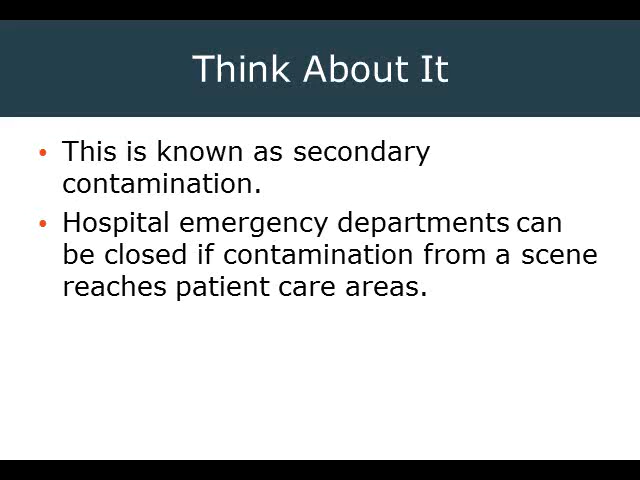 Think About It
• This is known as secondary
contamination.
• Hospital emergency departments can
be closed if contamination from a scene
reaches patient care areas.